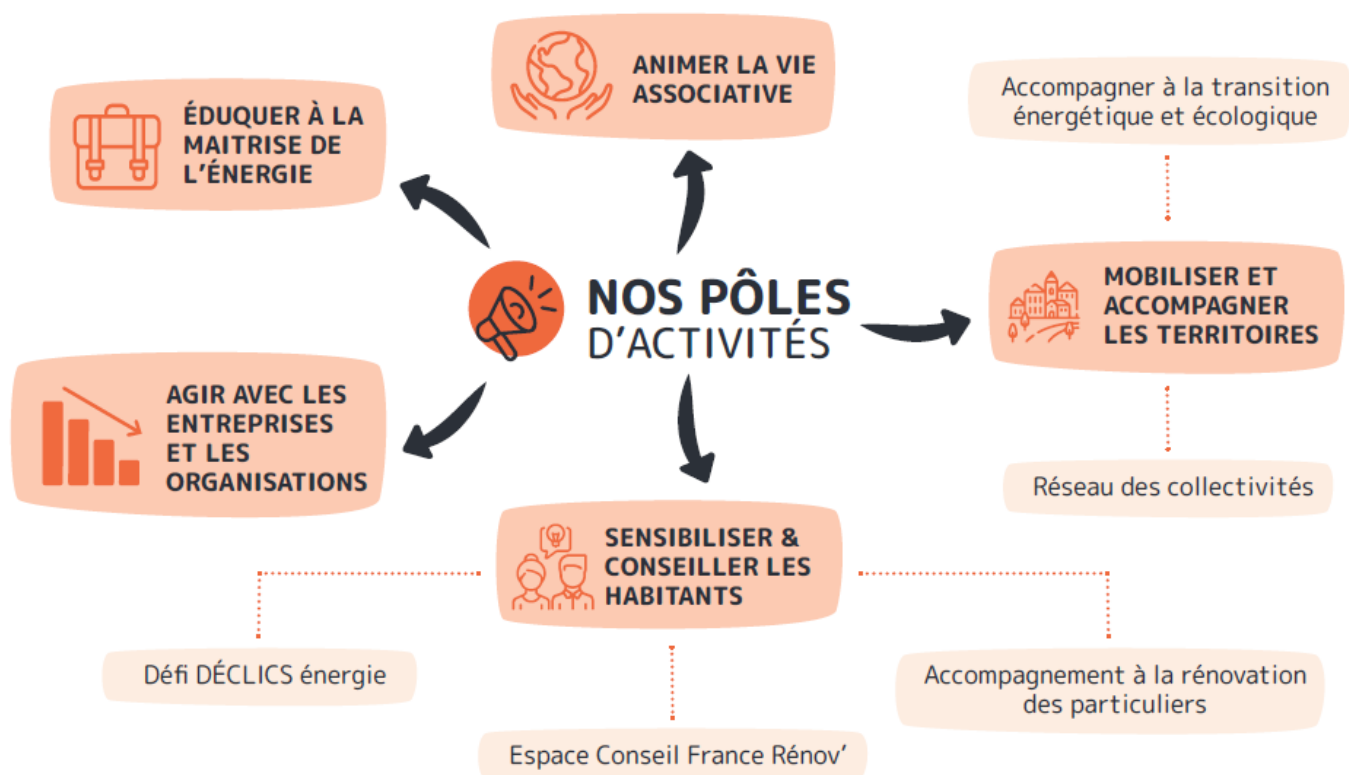 ANIMER LA VIE
ASSOCIATIVE
Accompagner à la transition
énergétique et écologique
ÉDUQUER À LA
MAITRISE DE
L'ÉNERGIE
NOS PÔLES
D'ACTIVITÉS
MOBILISER ET
ACCOMPAGNER
LES TERRITOIRES
AGIR AVEC LES
ENTREPRISES
ET LES
ORGANISATIONS
Réseau des collectivités
SENSIBILISER &
CONSEILLER LES
HABITANTS
Défi DÉCLICS énergie
Accompagnement à la rénovation
des particuliers
Espace Conseil France Rénov'